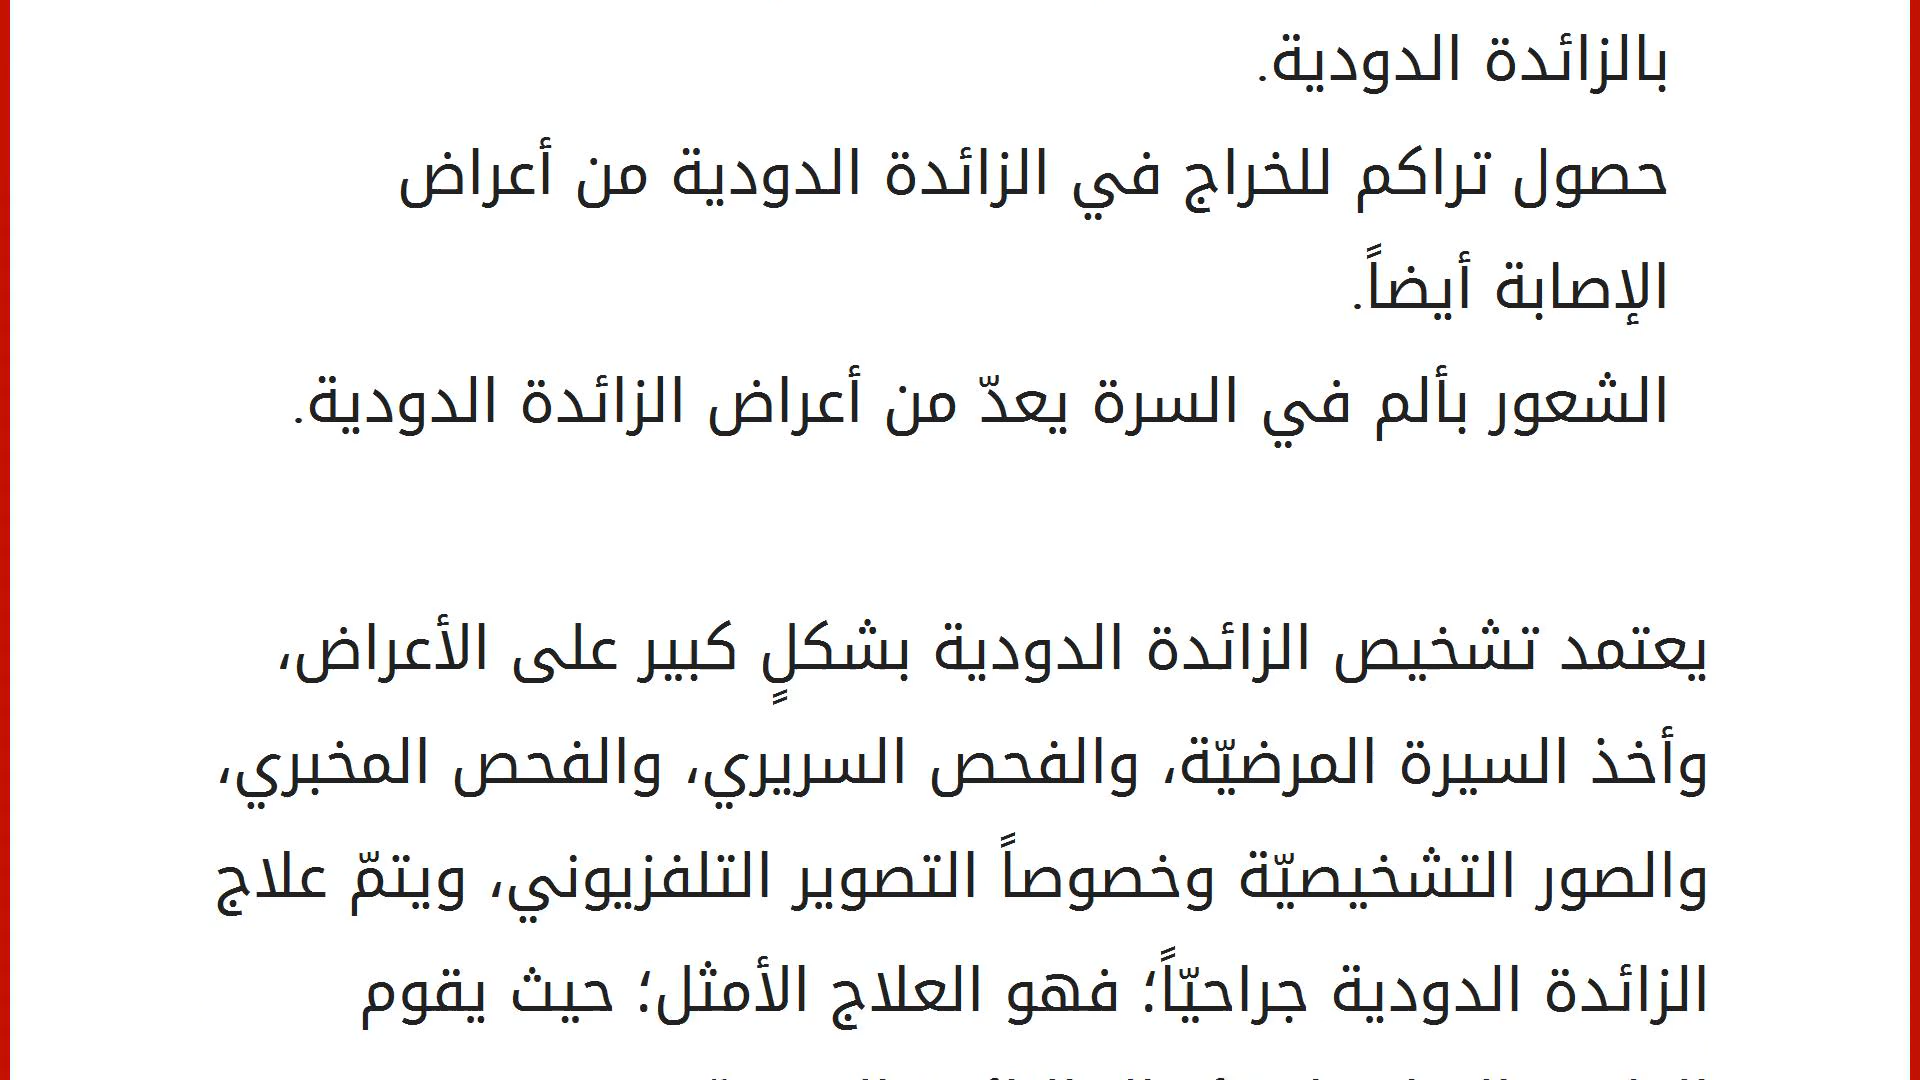 بالزائدة الدودية.
حصول تراكم للخراج في الزائدة الدودية من أعراض
الإصابة أيضاً.
الشعور بألم في السرة يعدّ من أعراض الزائدة الدودية.
يعتمد تشخيص الزائدة الدودية بشكلٍ كبير على الأعراض،
وأخذ السيرة المرضيّة، والفحص السريري، والفحص المخبري،
والصور التشخيصيّة وخصوصاً التصوير التلفزيوني، ويتمّ علاج
الزائدة الدودية جراحيّاً؛ فهو العلاج الأمثل؛ حيث يقوم